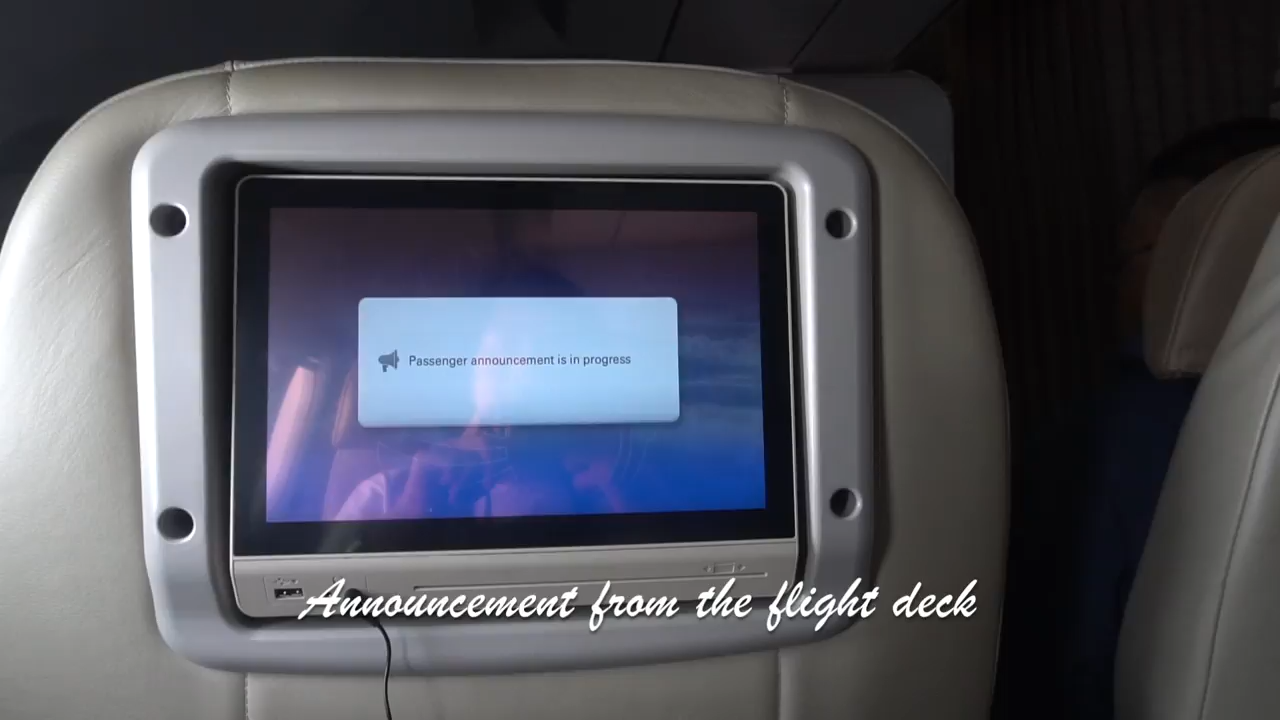 Passenger announcement is in progress
Announcement from the flight deck